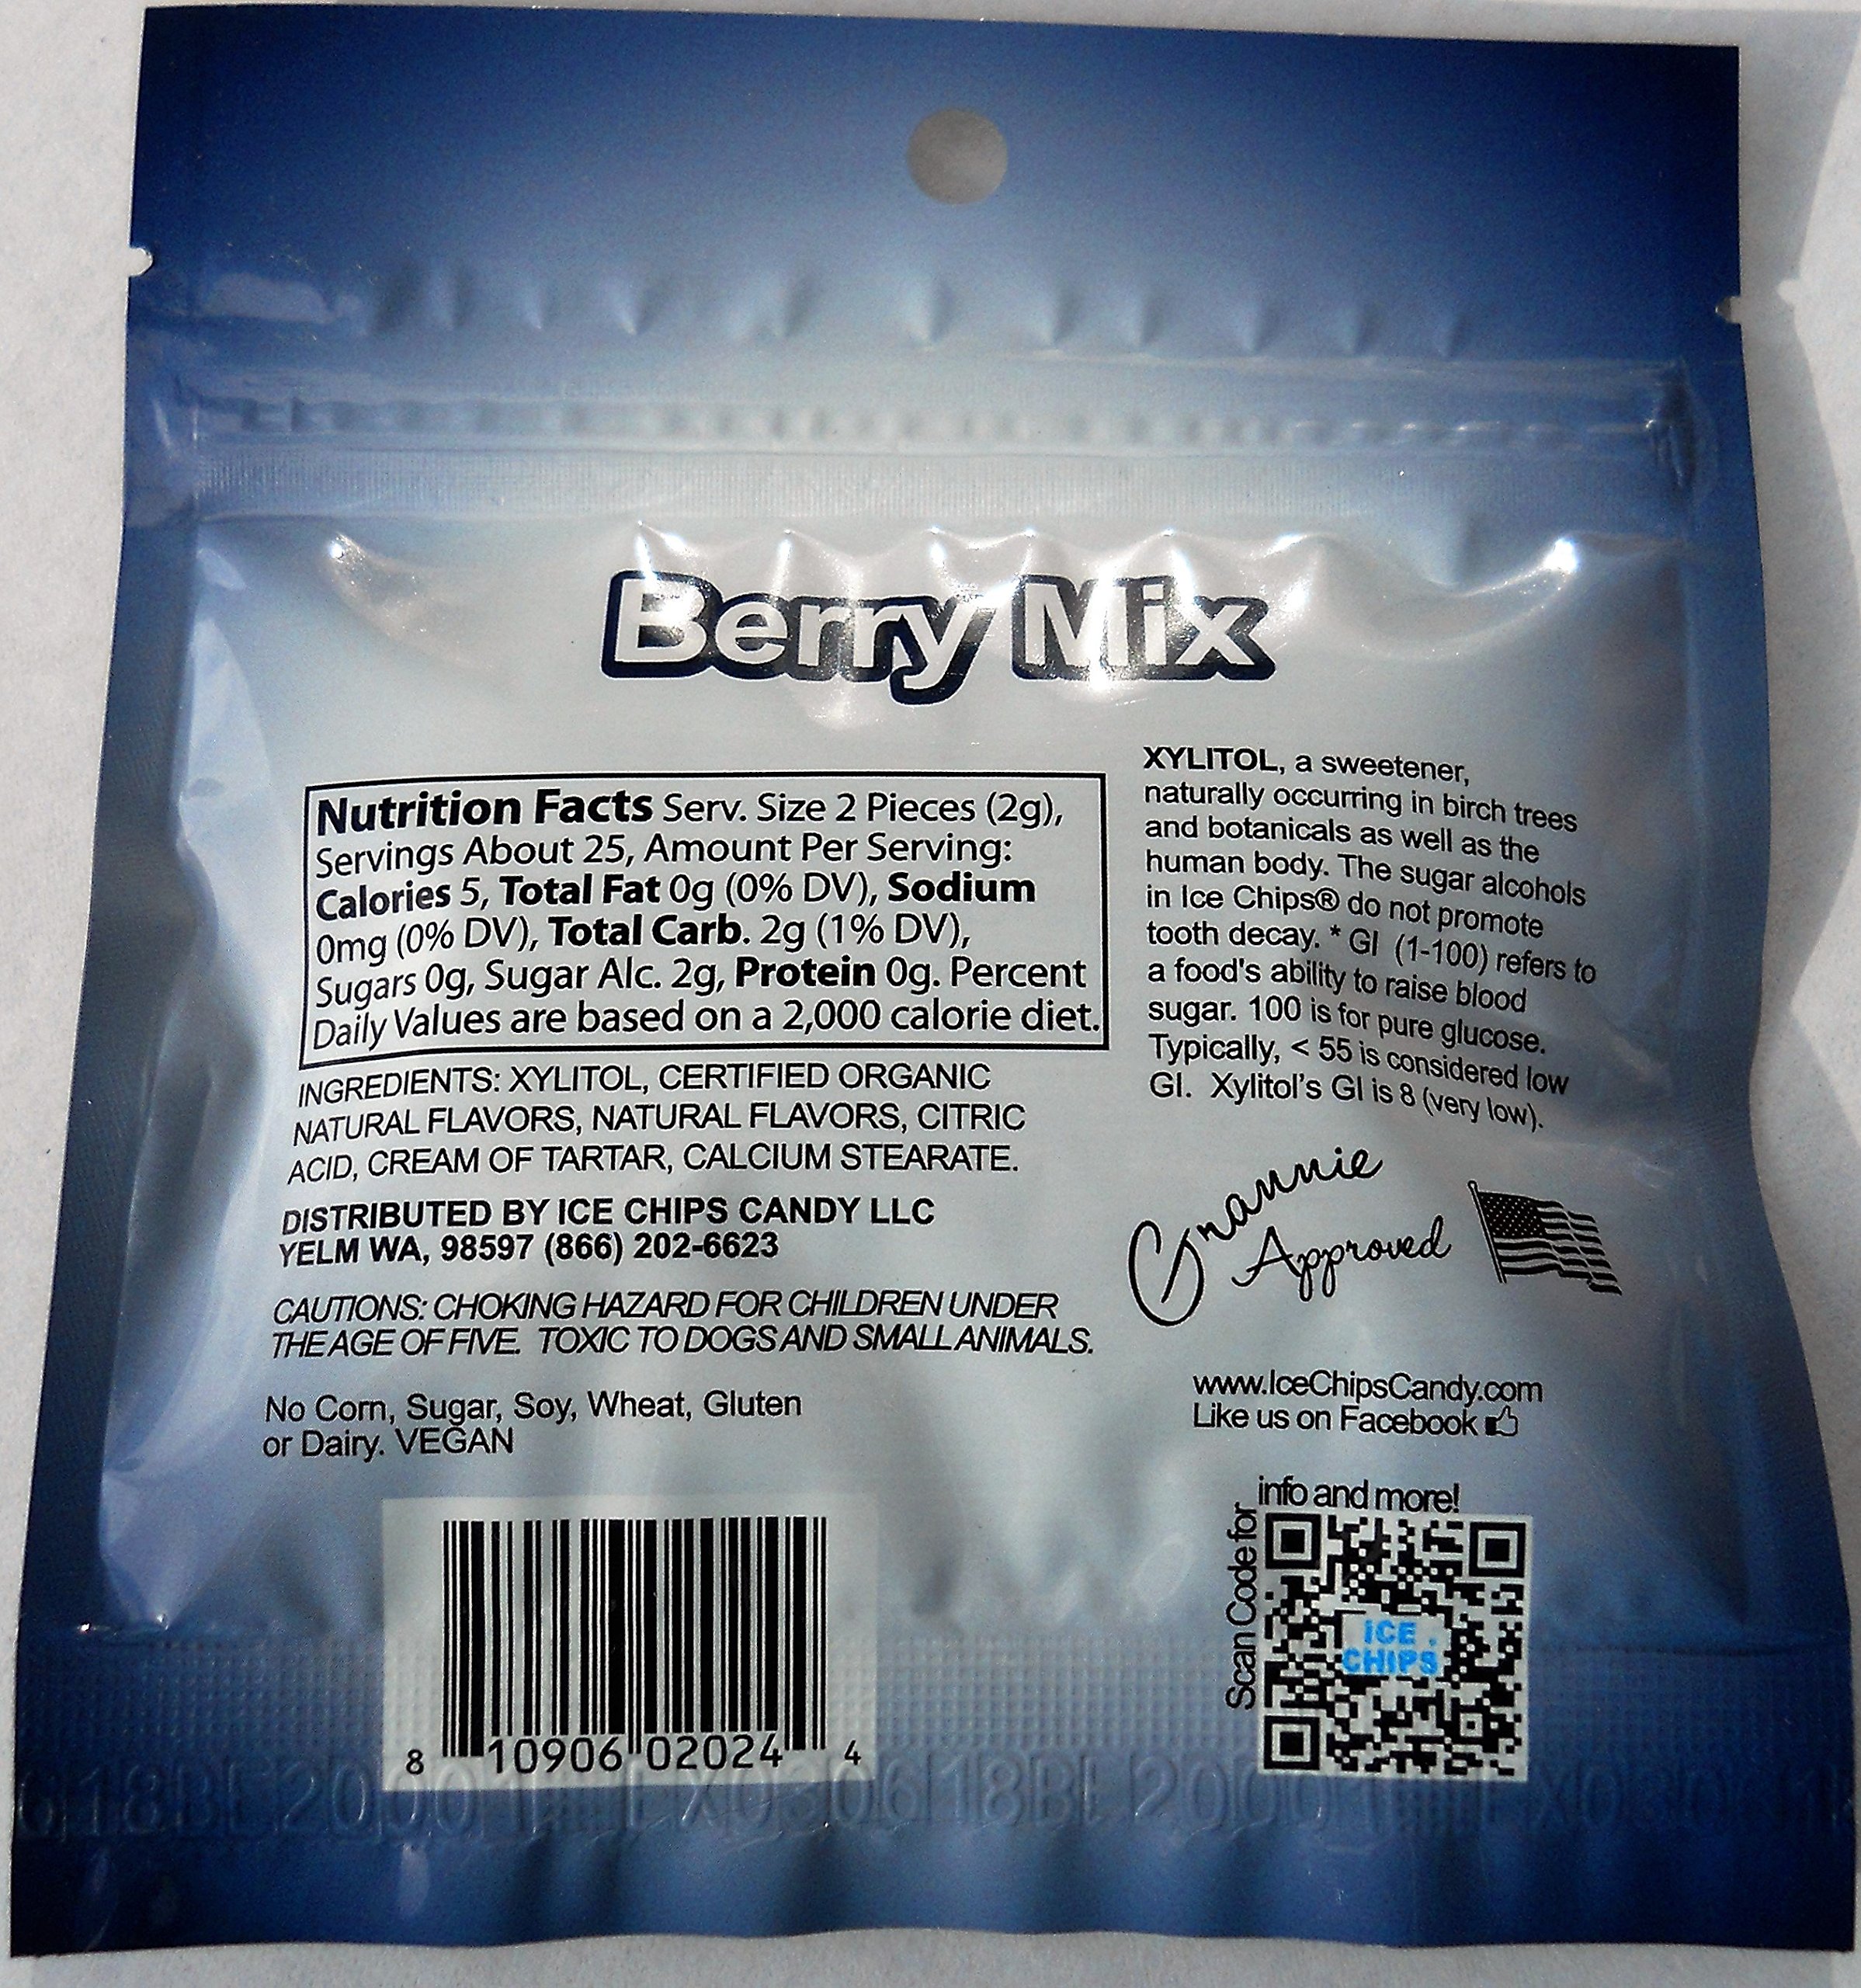 Berry Mix
Nutrition Facts Serv. Size 2 Pieces (2g),
Servings About 25, Amount Per Serving:
Calories 5, Total Fat 0g (0% DV), Sodium
0mg (0% DV), Total Carb. 2g (1% DV),
Sugars 0g, Sugar Alc. 2g, Protein 0g. Percent
Daily Values are based on a 2,000 calorie diet.
INGREDIENTS: XYLITOL, CERTIFIED ORGANIC
NATURAL FLAVORS, NATURAL FLAVORS, CITRIC
ACID, CREAM OF TARTAR, CALCIUM STEARATE.
DISTRIBUTED BY ICE CHIPS CANDY LLC
YELM WA, 98597 (866) 202-6623
CAUTIONS: CHOKING HAZARD FOR CHILDREN UNDER
THE AGE OF FIVE. TOXIC TO DOGS AND SMALL ANIMALS.
No Corn, Sugar, Soy, Wheat, Gluten
or Dairy. VEGAN
8 10906 02024 4
XYLITOL, a sweetener,
naturally occurring in birch trees
and botanicals as well as the
human body. The sugar alcohols
in Ice Chips® do not promote
tooth decay. * GI (1-100) refers to
a food's ability to raise blood
sugar. 100 is for pure glucose.
Typically, < 55 is considered low
GI. Xylitol's GI is 8 (very low).
Grannie
Approved
www.IceChipsCandy.com
Like us on Facebook
Scan Code for
info and more!
ICE
CHIPS
618BE20001 EX030618BE20001 EX030618